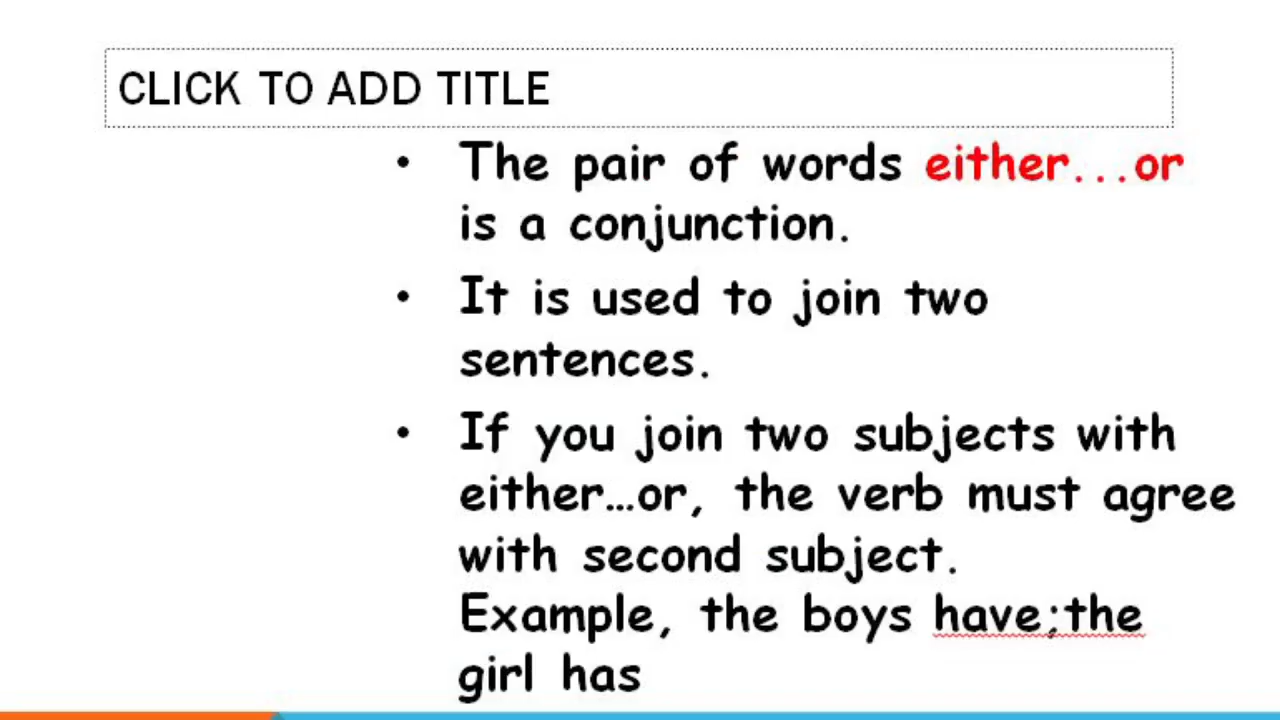 CLICK TO ADD TITLE
• The pair of words either...or
is a conjunction.
• It is used to join two
sentences.
• If you join two subjects with
either…or, the verb must agree
with second subject.
Example, the boys have;the
girl has